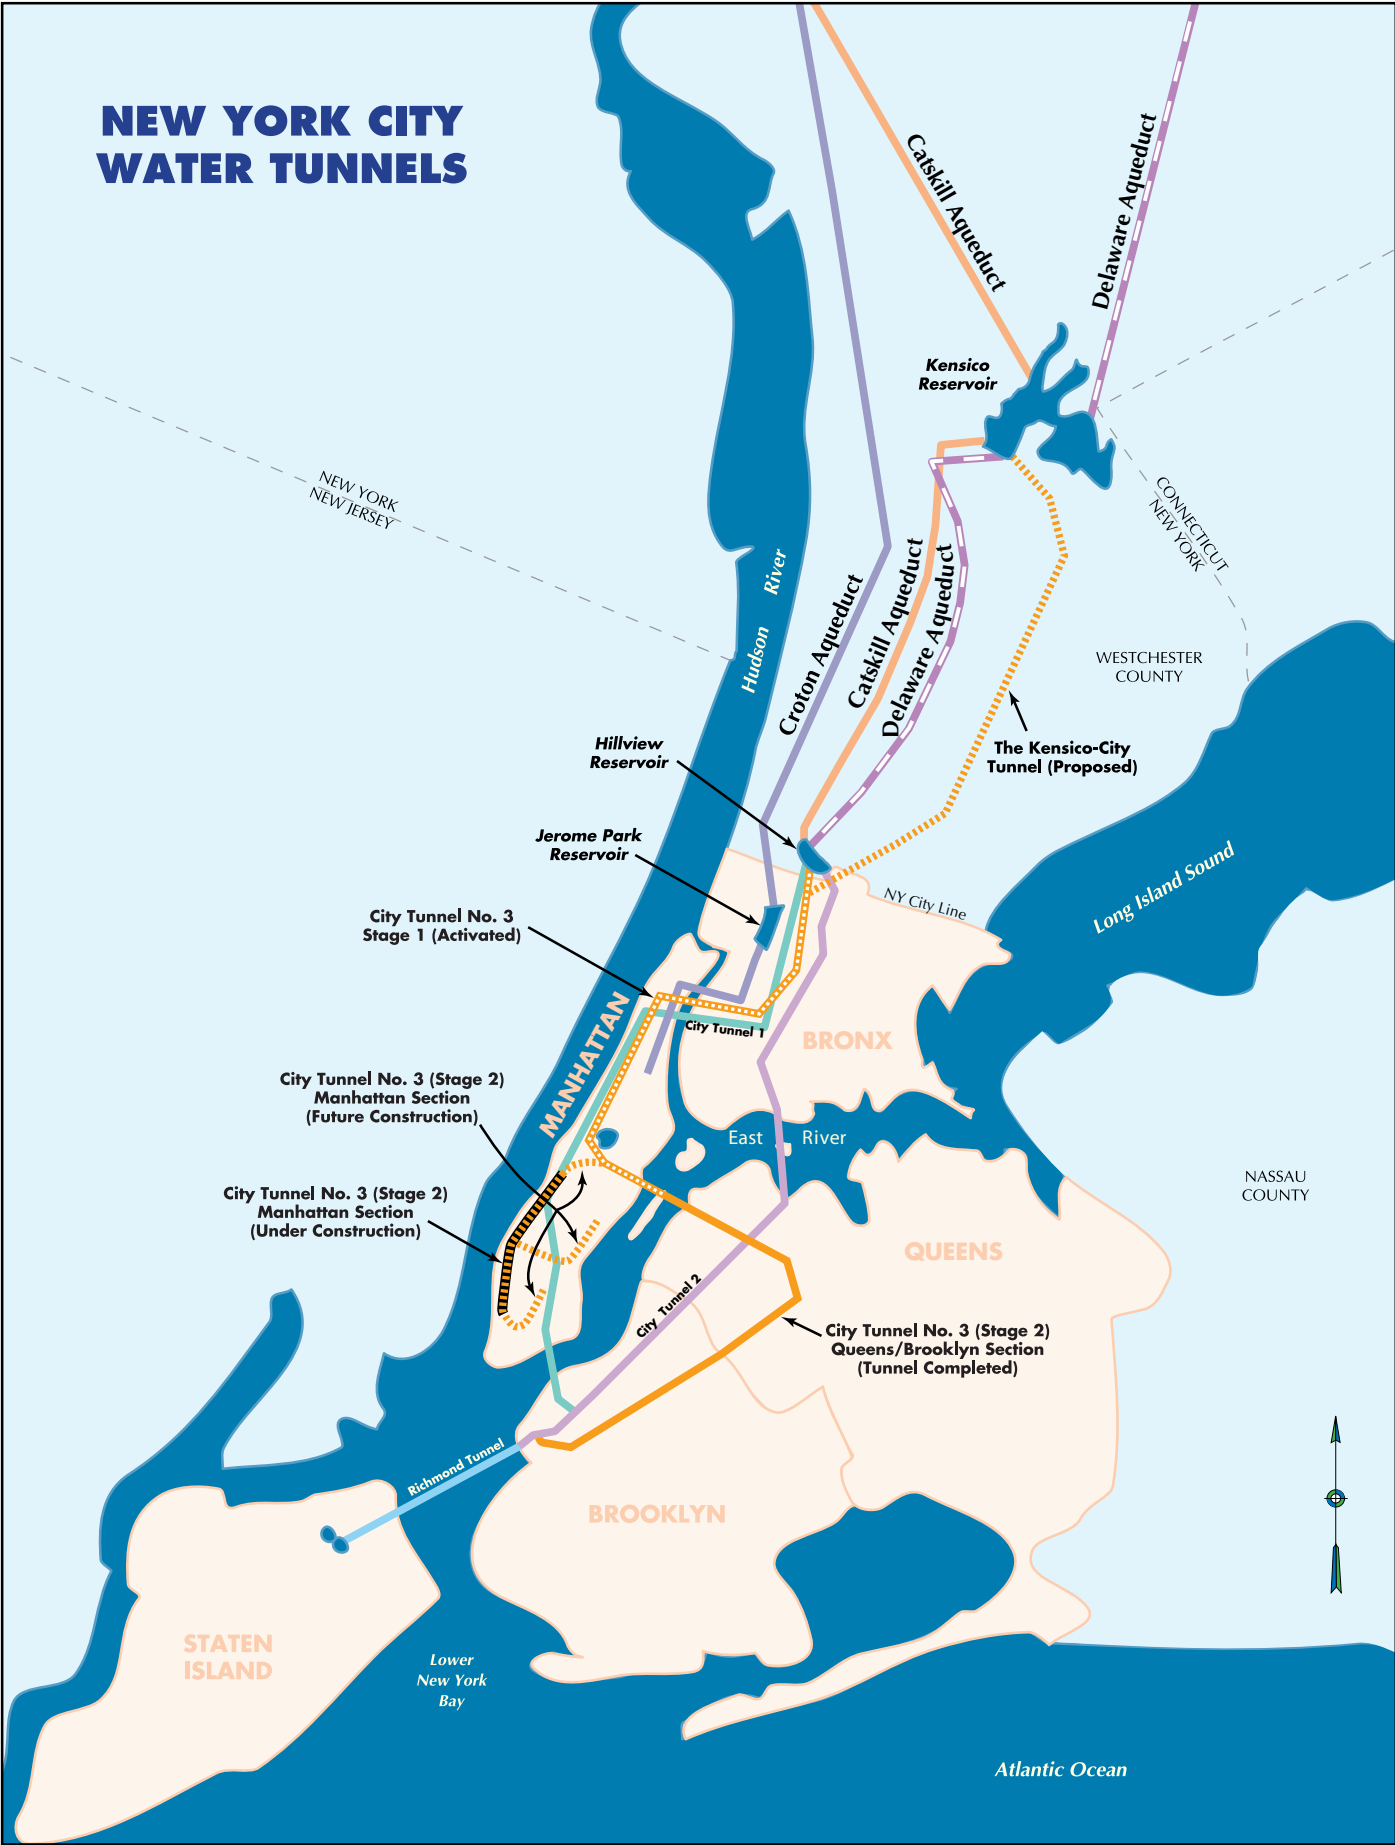 NEW YORK CITY
WATER TUNNELS
Catskill Aqueduct
Delaware Aqueduct
Kensico
Reservoir
NEW YORK
NEW JERSEY
CONNECTICUT
NEW YORK
Hudson River
Croton Aqueduct
Catskill Aqueduct
Delaware Aqueduct
WESTCHESTER
COUNTY
The Kensico-City
Tunnel (Proposed)
Hillview
Reservoir
Jerome Park
Reservoir
NY City Line
Long Island Sound
City Tunnel No. 3
Stage 1 (Activated)
MANHATTAN
City Tunnel 1
BRONX
City Tunnel No. 3 (Stage 2)
Manhattan Section
(Future Construction)
East River
NASSAU
COUNTY
City Tunnel No. 3 (Stage 2)
Manhattan Section
(Under Construction)
QUEENS
City Tunnel 2
City Tunnel No. 3 (Stage 2)
Queens/Brooklyn Section
(Tunnel Completed)
Richmond Tunnel
BROOKLYN
STATEN
ISLAND
Lower
New York
Bay
Atlantic Ocean